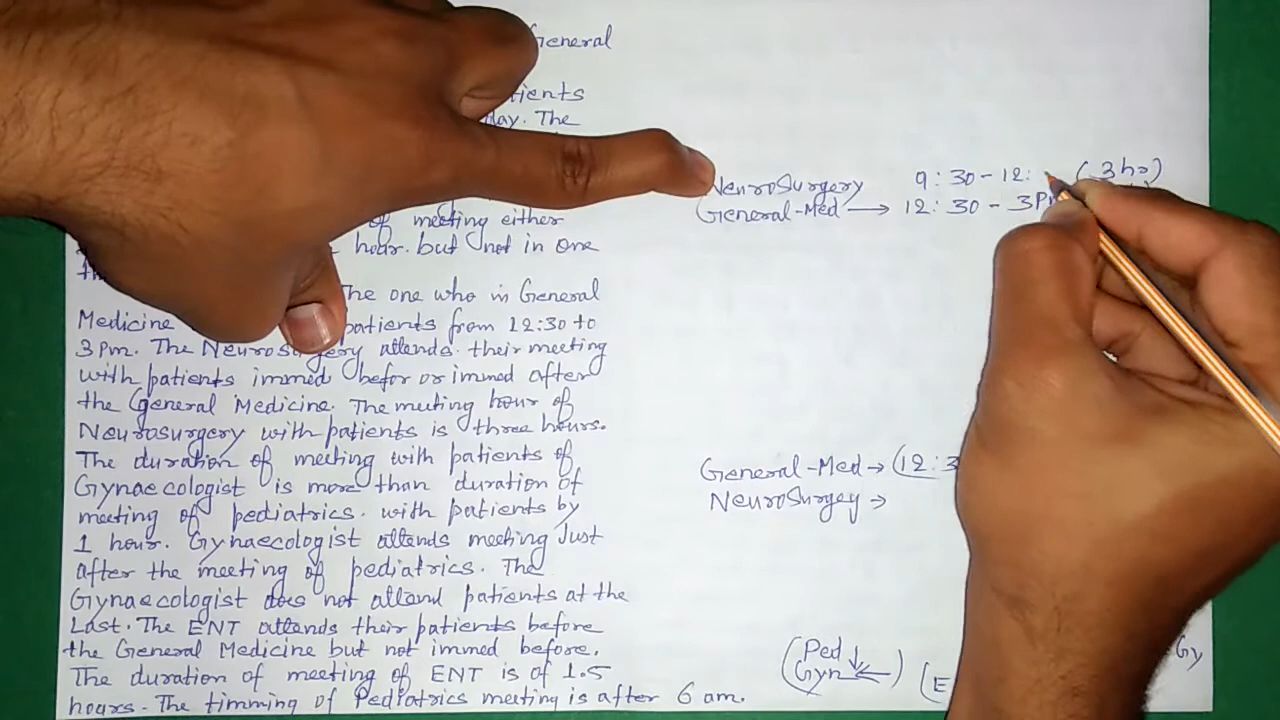 General
tients
day. The
of meeting either
hour. but not in one
The one who in General
Medicine patients from 12:30 to
3 Pm. The Neurosurgery attends their meeting
with patients immed befor or immed after
the General Medicine. The meeting hour of
Neurosurgery with patients is three hours.
The duration of meeting with patients of
Gynaecologist is more than duration of
meeting of pediatrics. with patients by
1 hour. Gynaecologist attends meeting Just
after the meeting of pediatrics. The
Gynaecologist does not attend patients at the
Last. The ENT attends their patients before
the General Medicine but not immed before.
The duration of meeting of ENT is of 1.5
hours. The timming of Pediatrics meeting is after 6 am.
NeuroSurgery 9:30-12: (3 hr)
General-Med → 12:30 - 3P
General-Med → (12:3
NeuroSurgey →
(Ped ↓
Gyn ←) (E Gy